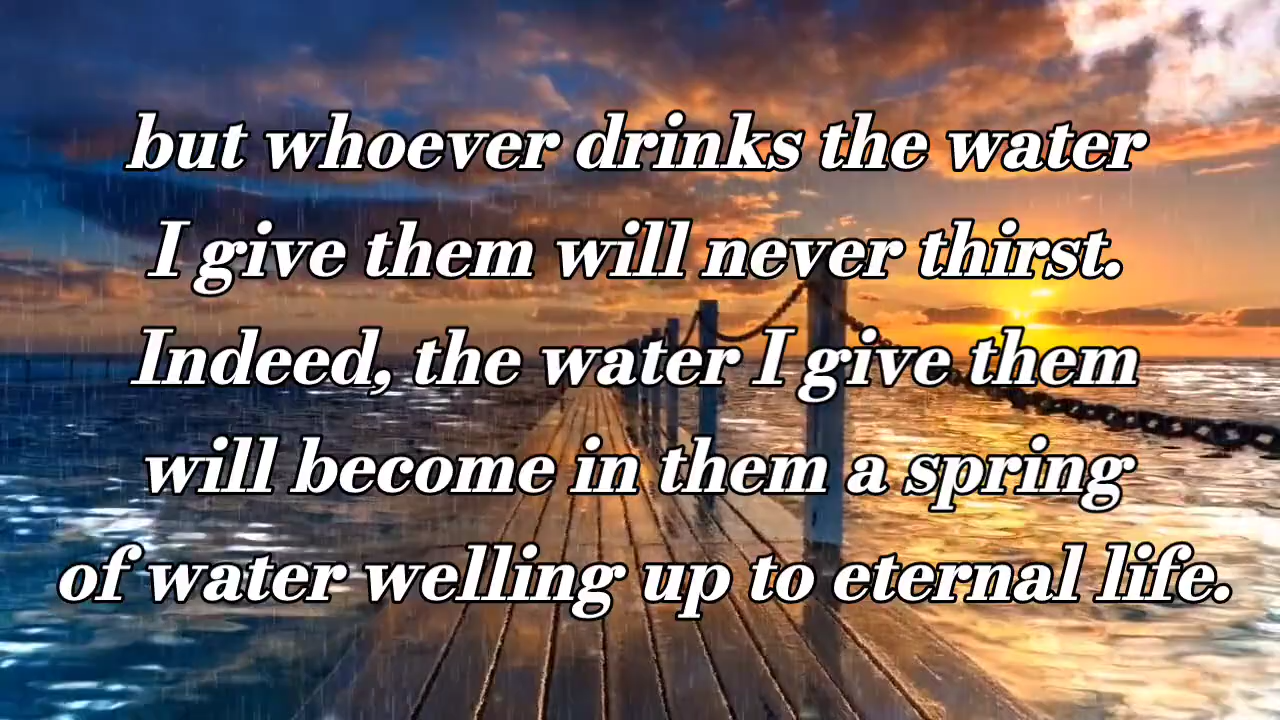 but whoever drinks the water
I give them will never thirst.
Indeed, the water I give them
will become in them a spring
of water welling up to eternal life.